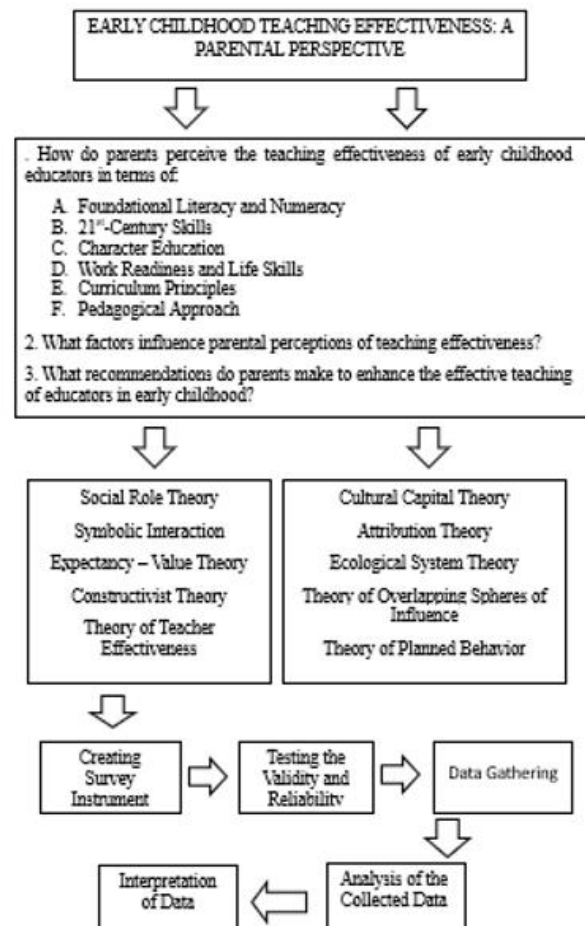 EARLY CHILDHOOD TEACHING EFFECTIVENESS: A
PARENTAL PERSPECTIVE
. How do parents perceive the teaching effectiveness of early childhood
educators in terms of:
A. Foundational Literacy and Numeracy
B. 21st-Century Skills
C. Character Education
D. Work Readiness and Life Skills
E. Curriculum Principles
F. Pedagogical Approach
2. What factors influence parental perceptions of teaching effectiveness?
3. What recommendations do parents make to enhance the effective teaching
of educators in early childhood?
Social Role Theory
Symbolic Interaction
Expectancy – Value Theory
Constructivist Theory
Theory of Teacher
Effectiveness
Cultural Capital Theory
Attribution Theory
Ecological System Theory
Theory of Overlapping Spheres of
Influence
Theory of Planned Behavior
Creating
Survey
Instrument
Testing the
Validity and
Reliability
Data Gathering
Analysis of the
Collected Data
Interpretation
of Data